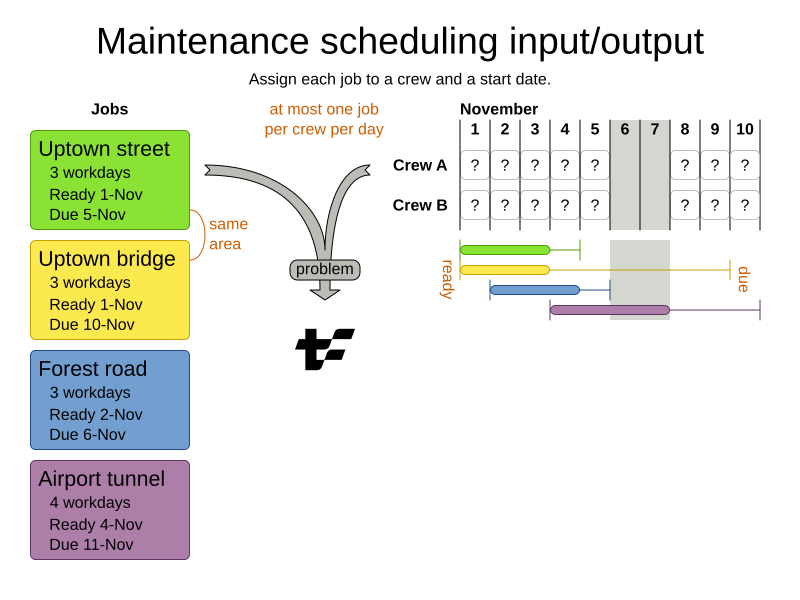 Maintenance scheduling input/output
Assign each job to a crew and a start date.
Jobs
Uptown street
3 workdays
Ready 1-Nov
Due 5-Nov
Uptown bridge
3 workdays
Ready 1-Nov
Due 10-Nov
Forest road
3 workdays
Ready 2-Nov
Due 6-Nov
Airport tunnel
4 workdays
Ready 4-Nov
Due 11-Nov
same
area
at most one job
per crew per day
problem
November
1 2 3 4 5 6 7 8 9 10
Crew A ? ? ? ? ? ? ? ?
Crew B ? ? ? ? ? ? ? ?
ready
due